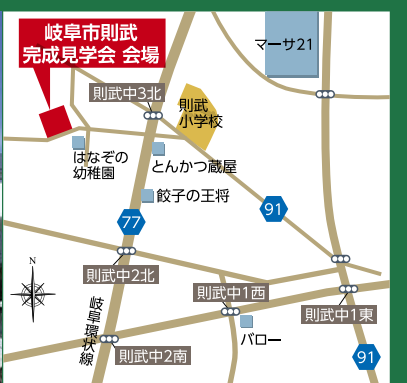 岐阜市則武
完成見学会 会場
マーサ21
則武中3北
則武
小学校
はなぞの
幼稚園
とんかつ蔵屋
餃子の王将
77
91
N
則武中2北
則武中1西
則武中1東
岐阜環状線
バロー
則武中2南
91